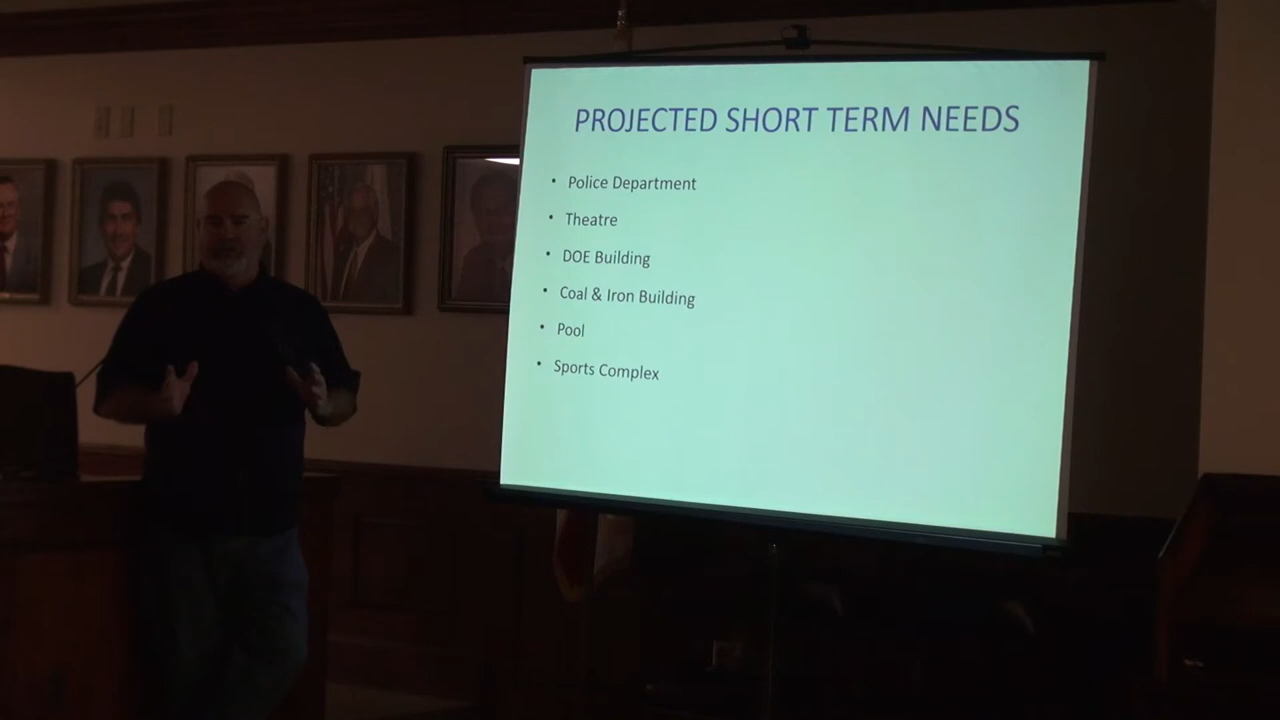 PROJECTED SHORT TERM NEEDS
• Police Department
• Theatre
• DOE Building
• Coal & Iron Building
• Pool
• Sports Complex